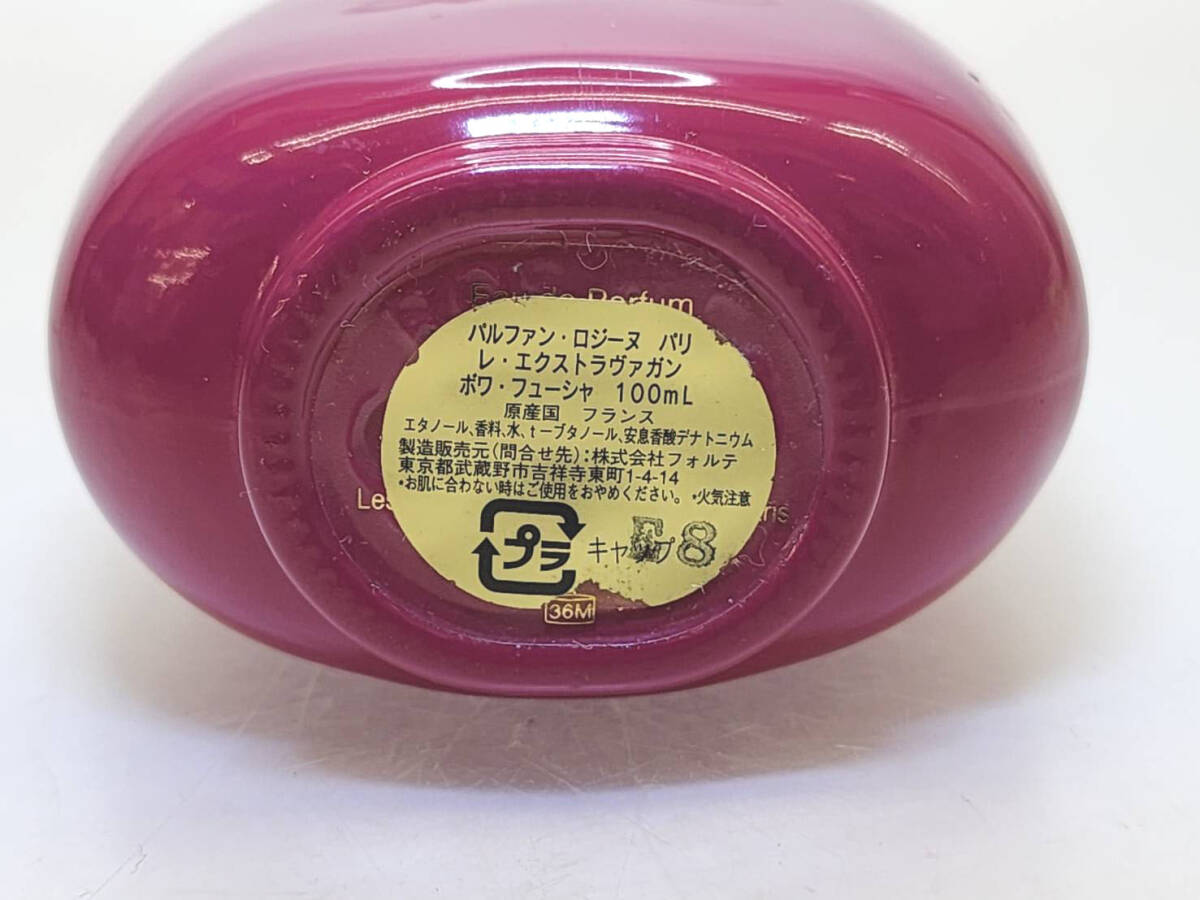 Eau de Parfum
パルファン・ロジーヌ　パリ
レ・エクストラヴァガン
ボワ・フューシャ　100mL
原産国　フランス
エタノール、香料、水、t-ブタノール、安息香酸デナトニウム
製造販売元(問合せ先):株式会社フォルテ
東京都武蔵野市吉祥寺東町1-4-14
*お肌に合わない時はご使用をおやめください。 *火気注意
Les
プラ キャップ E8
36M